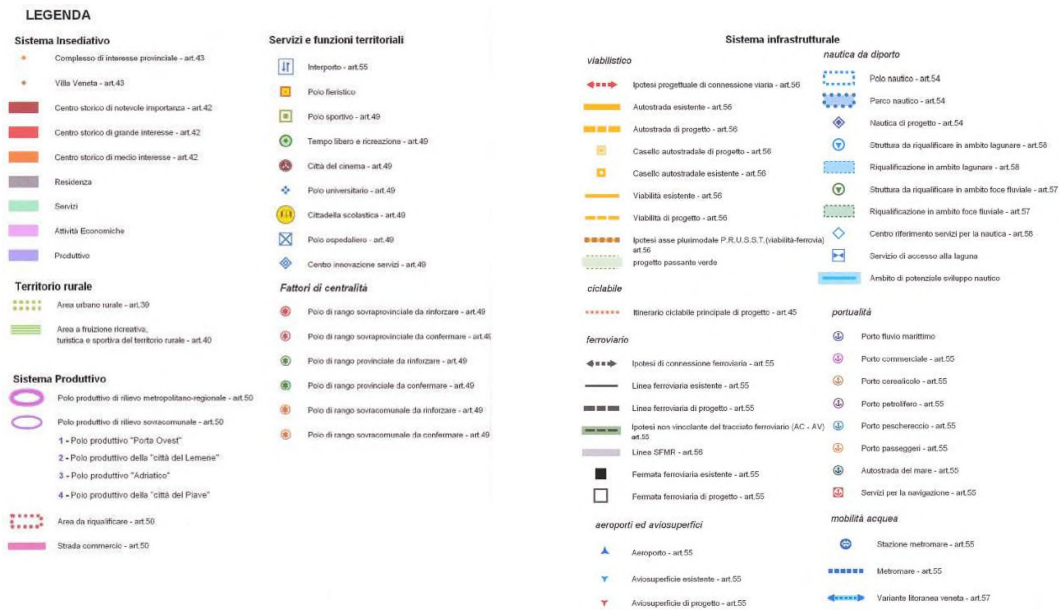 LEGENDA
Sistema Insediativo
Complesso di interesse provinciale - art.43
Villa Veneta - art.43
Centro storico di notevole importanza - art.42
Centro storico di grande interesse - art.42
Centro storico di medio interesse - art.42
Residenza
Servizi
Attività Economiche
Produttivo
Territorio rurale
Area urbano rurale - art.39
Area a fruizione ricreativa,
turistica e sportiva del territorio rurale - art.40
Sistema Produttivo
Polo produttivo di rilievo metropolitano-regionale - art.50
Polo produttivo di rilievo sovracomunale - art.50
1 - Polo produttivo "Porta Ovest"
2 - Polo produttivo della "città del Lemene"
3 - Polo produttivo "Adriatico"
4 - Polo produttivo della "città del Piave"
Area da riqualificare - art.50
Strada commercio - art.50
Servizi e funzioni territoriali
Interporto - art.55
Polo fieristico
Polo sportivo - art.49
Tempo libero e ricreazione - art.49
Città del cinema - art.49
Polo universitario - art.49
Cittadella scolastica - art.49
Polo ospedaliero - art.49
Centro innovazione servizi - art.49
Fattori di centralità
Polo di rango sovraprovinciale da rinforzare - art.49
Polo di rango sovraprovinciale da confermare - art.49
Polo di rango provinciale da rinforzare - art.49
Polo di rango provinciale da confermare - art.49
Polo di rango sovracomunale da rinforzare - art.49
Polo di rango sovracomunale da confermare - art.49
Sistema infrastrutturale
viabilistico
Ipotesi progettuale di connessione viaria - art.56
Autostrada esistente - art.56
Autostrada di progetto - art.56
Casello autostradale di progetto - art.56
Casello autostradale esistente - art.56
Viabilità esistente - art.56
Viabilità di progetto - art.56
Ipotesi asse plurimodale P.R.U.S.S.T.(viabilità-ferrovia)
art.56
progetto passante verde
ciclabile
Itinerario ciclabile principale di progetto - art.45
ferroviario
Ipotesi di connessione ferroviaria - art.55
Linea ferroviaria esistente - art.55
Linea ferroviaria di progetto - art.55
Ipotesi non vincolante del tracciato ferroviario (AC - AV)
art.55
Linea SFMR - art.56
Fermata ferroviaria esistente - art.55
Fermata ferroviaria di progetto - art.55
aeroporti ed aviosuperfici
Aeroporto - art.55
Aviosuperficie esistente - art.55
Aviosuperficie di progetto - art.55
nautica da diporto
Polo nautico - art.54
Parco nautico - art.54
Nautica di progetto - art.54
Struttura da riqualificare in ambito lagunare - art.58
Riqualificazione in ambito lagunare - art.58
Struttura da riqualificare in ambito foce fluviale - art.57
Riqualificazione in ambito foce fluviale - art.57
Centro riferimento servizi per la nautica - art.58
Servizio di accesso alla laguna
Ambito di potenziale sviluppo nautico
portualità
Porto fluvio marittimo
Porto commerciale - art.55
Porto cerealicolo - art.55
Porto petrolifero - art.55
Porto peschereccio - art.55
Porto passeggeri - art.55
Autostrada del mare - art.55
Servizi per la navigazione - art.55
mobilità acquea
Stazione metromare - art.55
Metromare - art.55
Variante litoranea veneta - art.57